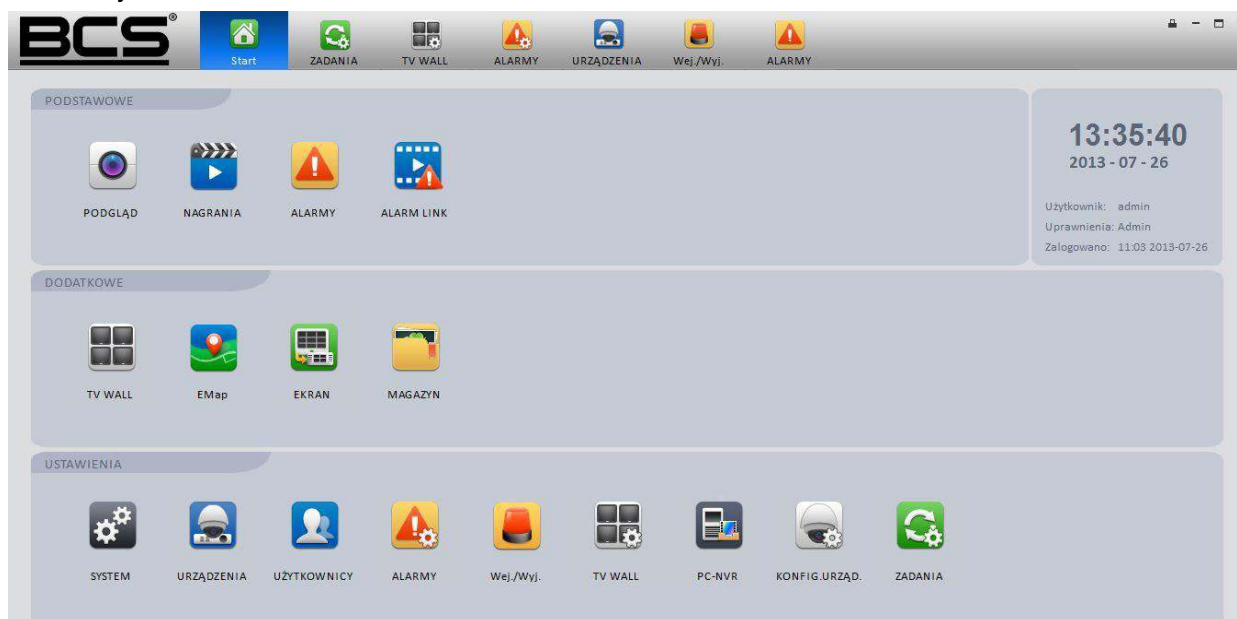 BCS®
Start ZADANIA TV WALL ALARMY URZĄDZENIA Wej./Wyj. ALARMY
PODSTAWOWE
PODGLĄD NAGRANIA ALARMY ALARM LINK
13:35:40
2013 - 07 - 26
Użytkownik: admin
Uprawnienia: Admin
Zalogowano: 11:03 2013-07-26
DODATKOWE
TV WALL EMap EKRAN MAGAZYN
USTAWIENIA
SYSTEM URZĄDZENIA UŻYTKOWNICY ALARMY Wej./Wyj. TV WALL PC-NVR KONFIG.URZĄD. ZADANIA